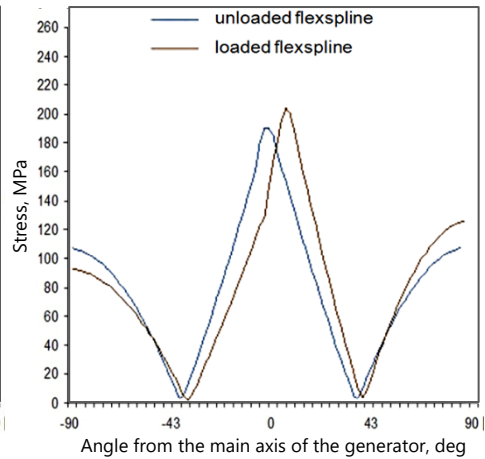 unloaded flexspline
loaded flexspline
260
240
220
200
180
160
140
120
100
80
60
40
20
0
Stress, MPa
-90 -43 0 43 90
Angle from the main axis of the generator, deg